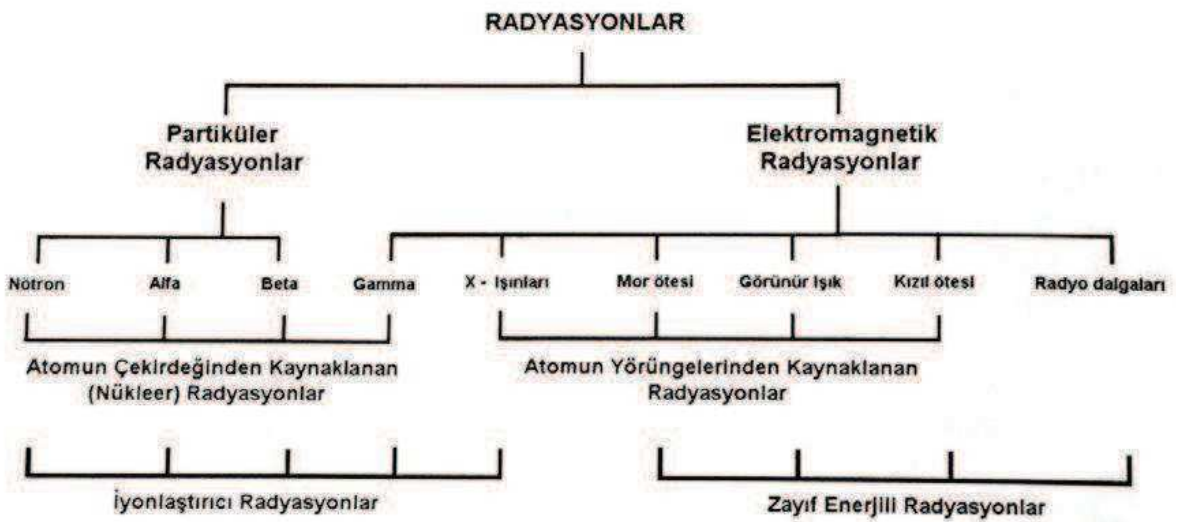 RADYASYONLAR
Partiküler
Radyasyonlar
Elektromagnetik
Radyasyonlar
Nötron
Alfa
Beta
Gamma
X - Işınları
Mor ötesi
Görünür Işık
Kızıl ötesi
Radyo dalgaları
Atomun Çekirdeğinden Kaynaklanan
(Nükleer) Radyasyonlar
Atomun Yörüngelerinden Kaynaklanan
Radyasyonlar
İyonlaştırıcı Radyasyonlar
Zayıf Enerjili Radyasyonlar